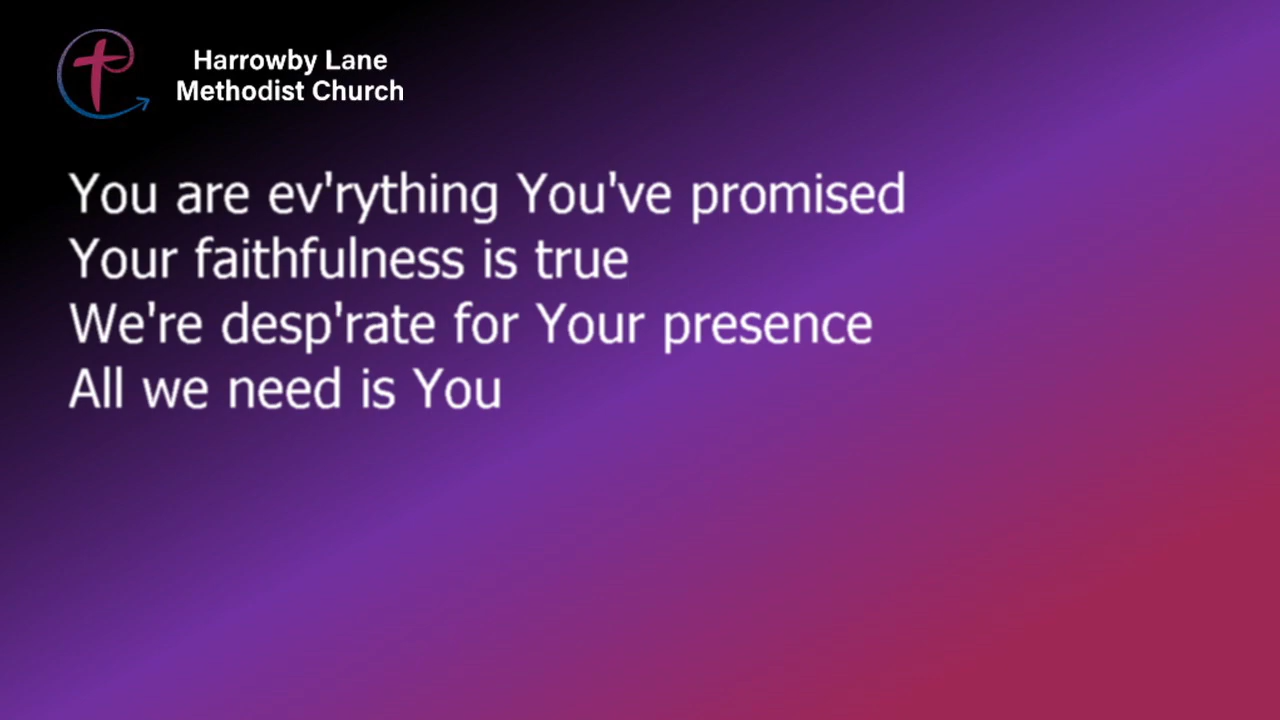 Harrowby Lane
Methodist Church
You are ev'rything You've promised
Your faithfulness is true
We're desp'rate for Your presence
All we need is You